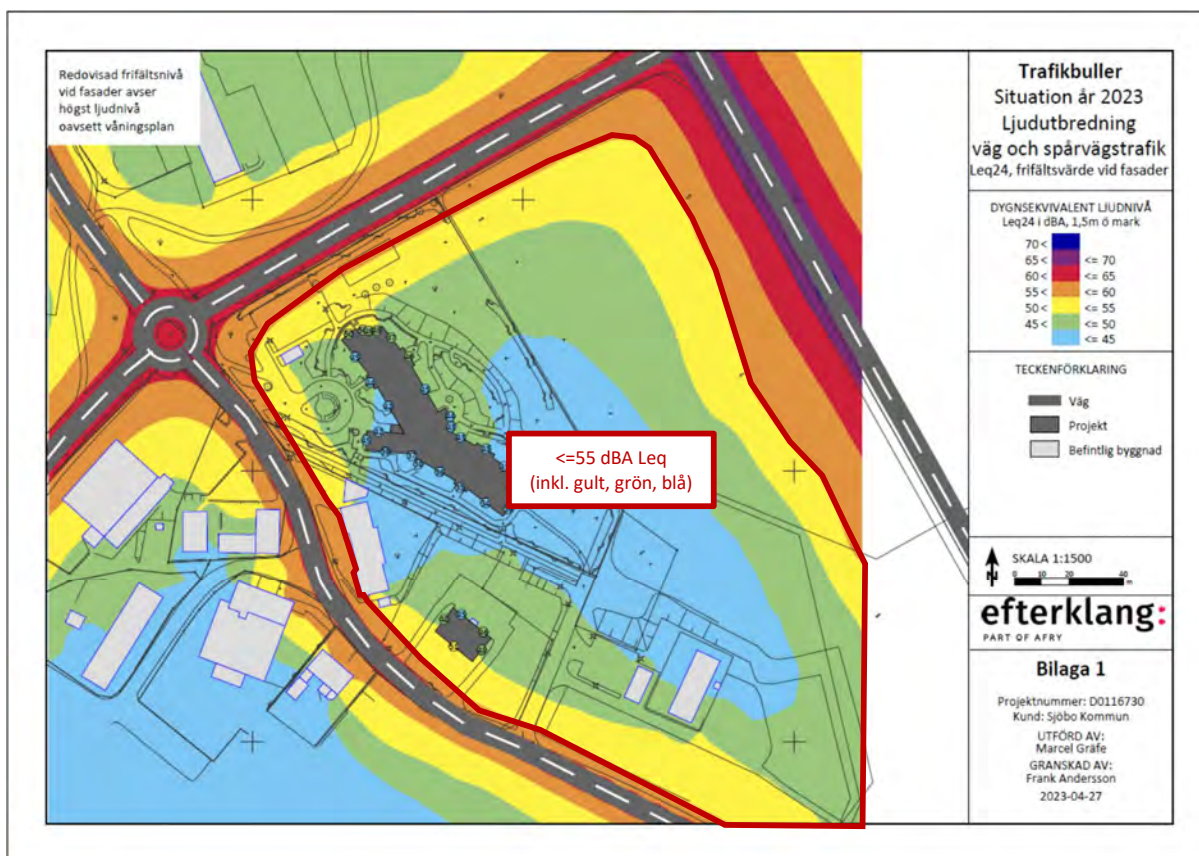 Redovisad frifältsnivå
vid fasader avser
högst ljudnivå
oavsett våningsplan
<=55 dBA Leq
(inkl. gult, grön, blå)
Trafikbuller
Situation år 2023
Ljudutbredning
väg och spårvägstrafik
Leq24, frifältsvärde vid fasader
DYGNSEKVIVALENT LJUDNIVÅ
Leq24 i dBA, 1,5m ö mark
70 <
65 < <= 70
60 < <= 65
55 < <= 60
50 < <= 55
45 < <= 50
<= 45
TECKENFÖRKLARING
Väg
Projekt
Befintlig byggnad
N
SKALA 1:1500
0 10 20 40
m
efterklang:
PART OF AFRY
Bilaga 1
Projektnummer: D0116730
Kund: Sjöbo Kommun
UTFÖRD AV:
Marcel Gräfe
GRANSKAD AV:
Frank Andersson
2023-04-27